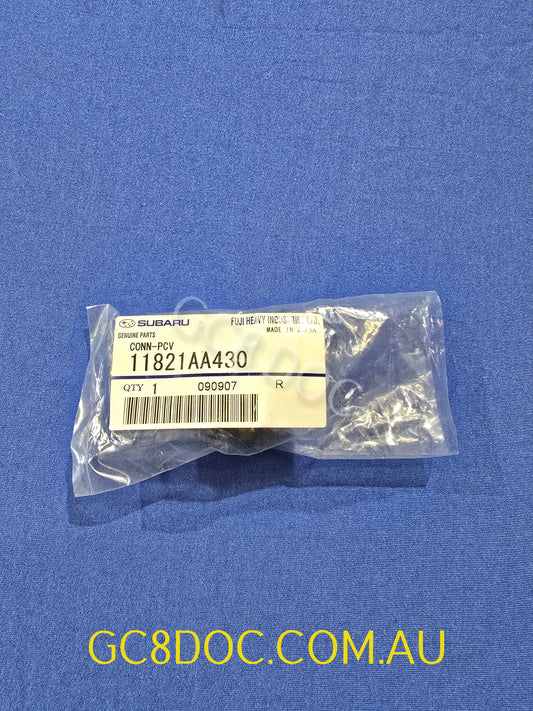 SUBARU
FUJI HEAVY INDUSTRIES LTD.
GENUINE PARTS
MADE IN JAPAN
CONN-PCV
11821AA430
QTY 1 090907 R
GC8DOC
GC8DOC.COM.AU